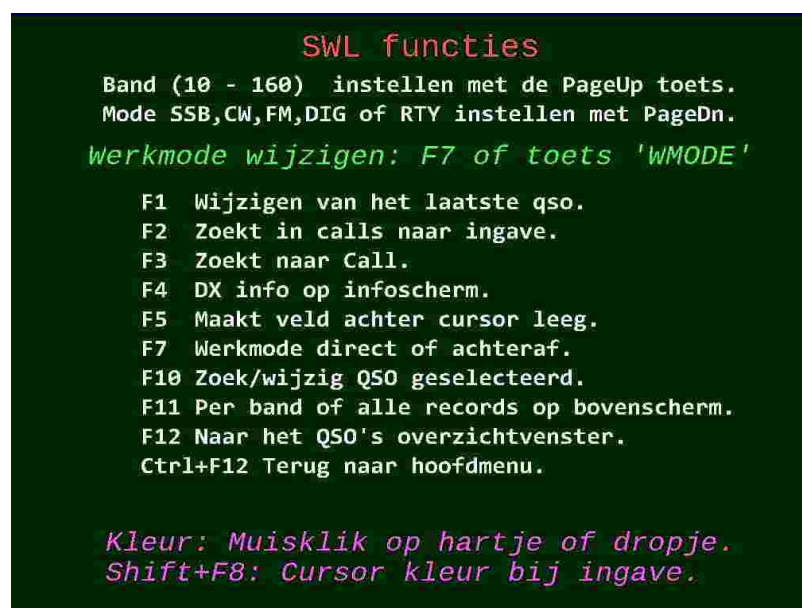 SWL functies
Band (10 - 160)  instellen met de PageUp toets.
Mode SSB,CW,FM,DIG of RTY instellen met PageDn.
Werkmode wijzigen: F7 of toets 'WMODE'
F1  Wijzigen van het laatste qso.
F2  Zoekt in calls naar ingave.
F3  Zoekt naar Call.
F4  DX info op infoscherm.
F5  Maakt veld achter cursor leeg.
F7  Werkmode direct of achteraf.
F10 Zoek/wijzig QSO geselecteerd.
F11 Per band of alle records op bovenscherm.
F12 Naar het QSO's overzichtvenster.
Ctrl+F12 Terug naar hoofdmenu.
Kleur: Muisklik op hartje of dropje.
Shift+F8: Cursor kleur bij ingave.